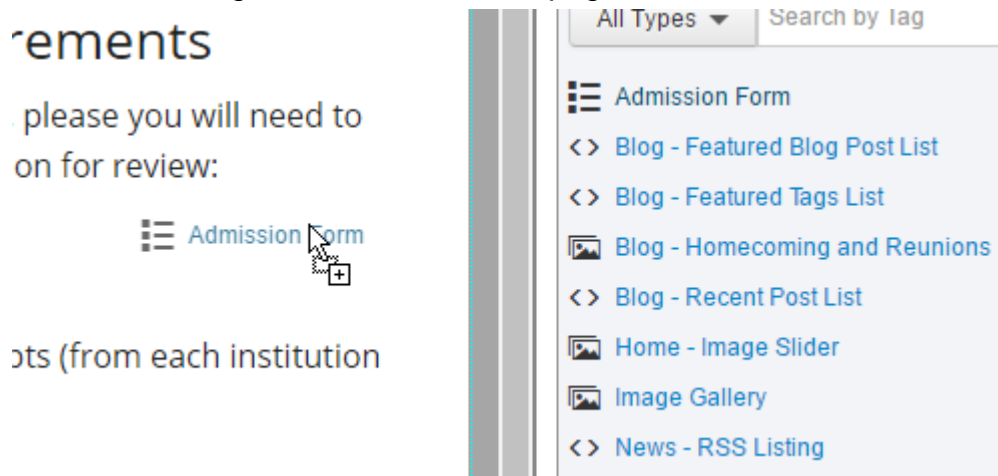 rements
please you will need to
on for review:
Admission Form
ots (from each institution
All Types
Search by Tag
Admission Form
Blog - Featured Blog Post List
Blog - Featured Tags List
Blog - Homecoming and Reunions
Blog - Recent Post List
Home - Image Slider
Image Gallery
News - RSS Listing